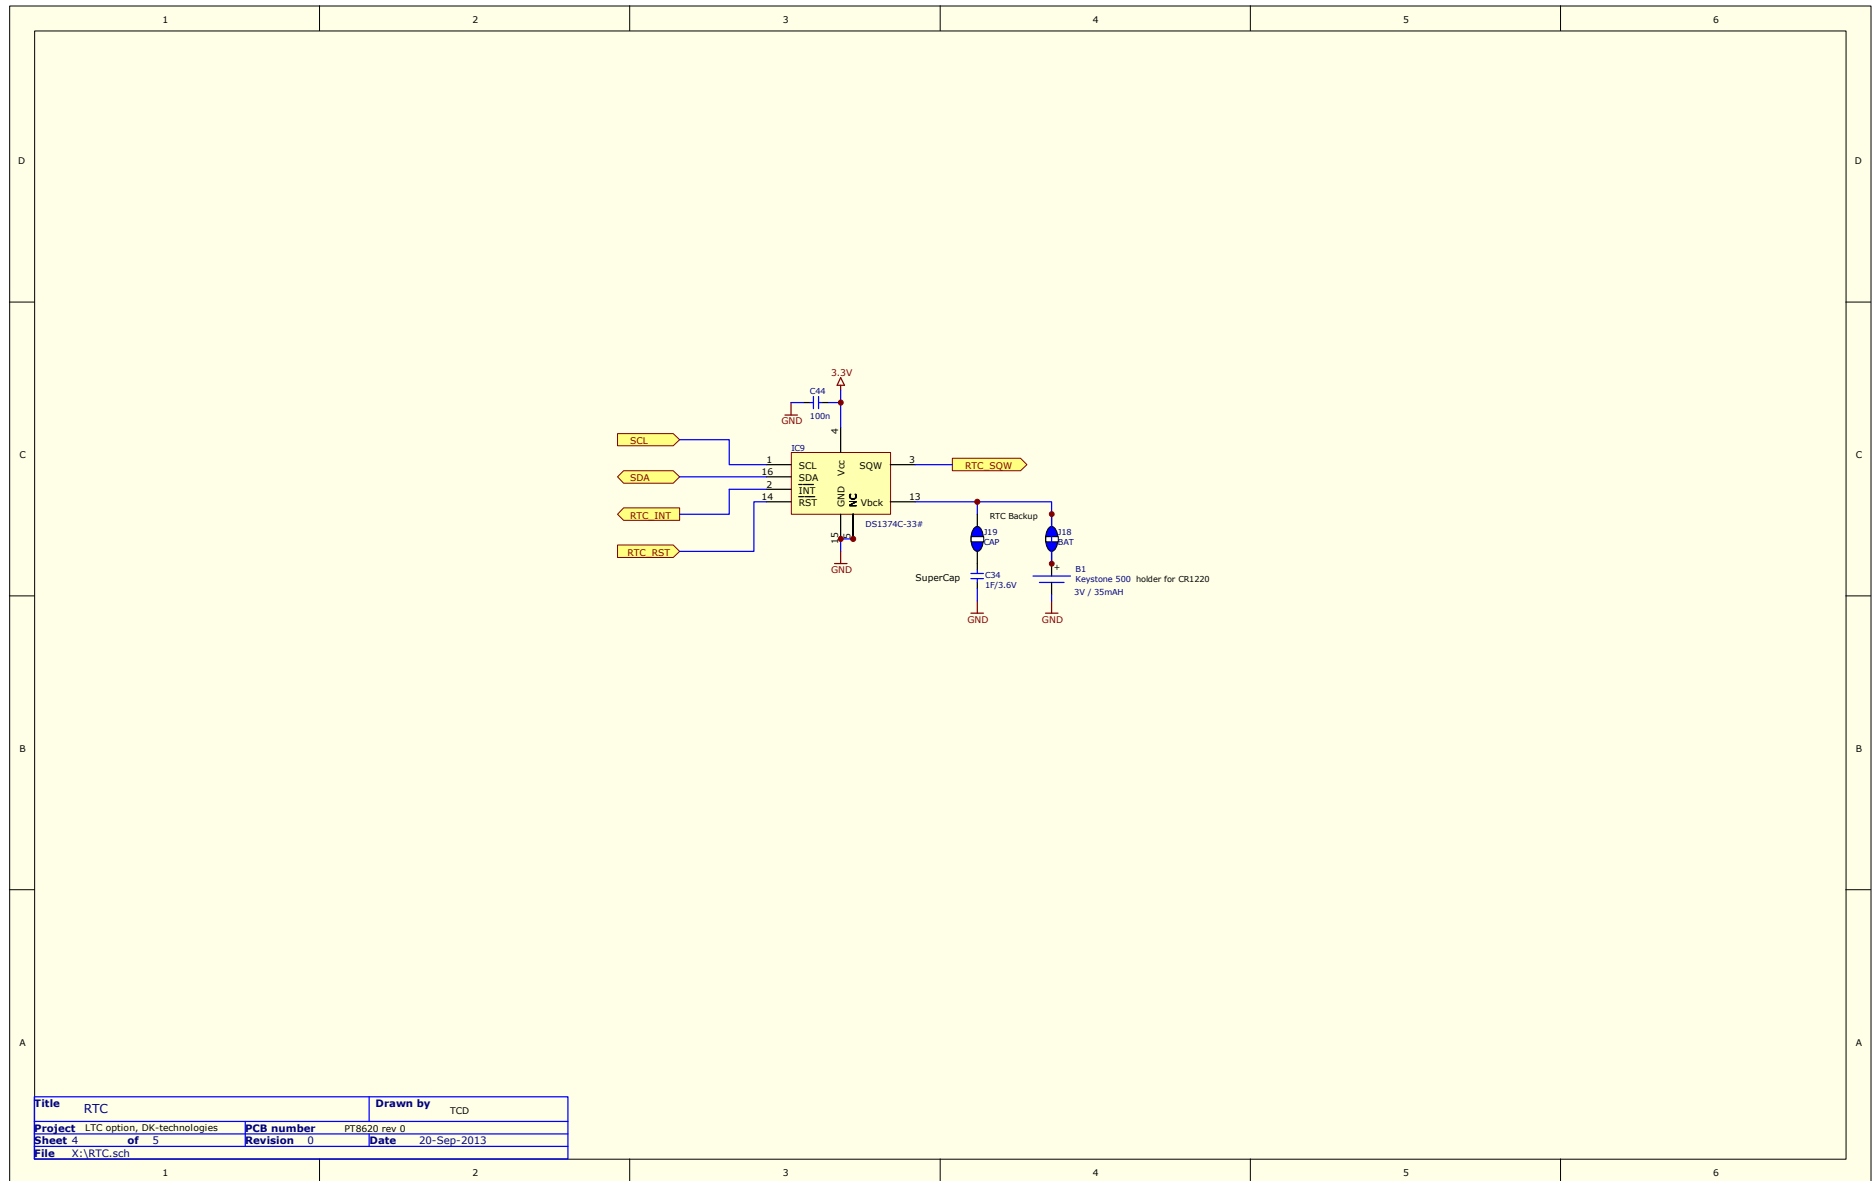 1 2 3 4 5 6
D D
3.3V
C44
100n
GND
SCL
4
C C
IC9
1 SCL Vcc SQW 3 RTC_SQW
16 SDA
SDA
2 INT
14 RST GND NC Vbck 13
RTC_INT
RTC Backup
DS1374C-33#
15
J19 J18
CAP BAT
RTC_RST
GND
+
B1
SuperCap C34 Keystone 500 holder for CR1220
1F/3.6V
3V / 35mAH
GND GND
B B
A A
Title RTC Drawn by TCD
Project LTC option, DK-technologies PCB number PT8620 rev 0
Sheet 4 of 5 Revision 0 Date 20-Sep-2013
File X:\RTC.sch
1 2 3 4 5 6